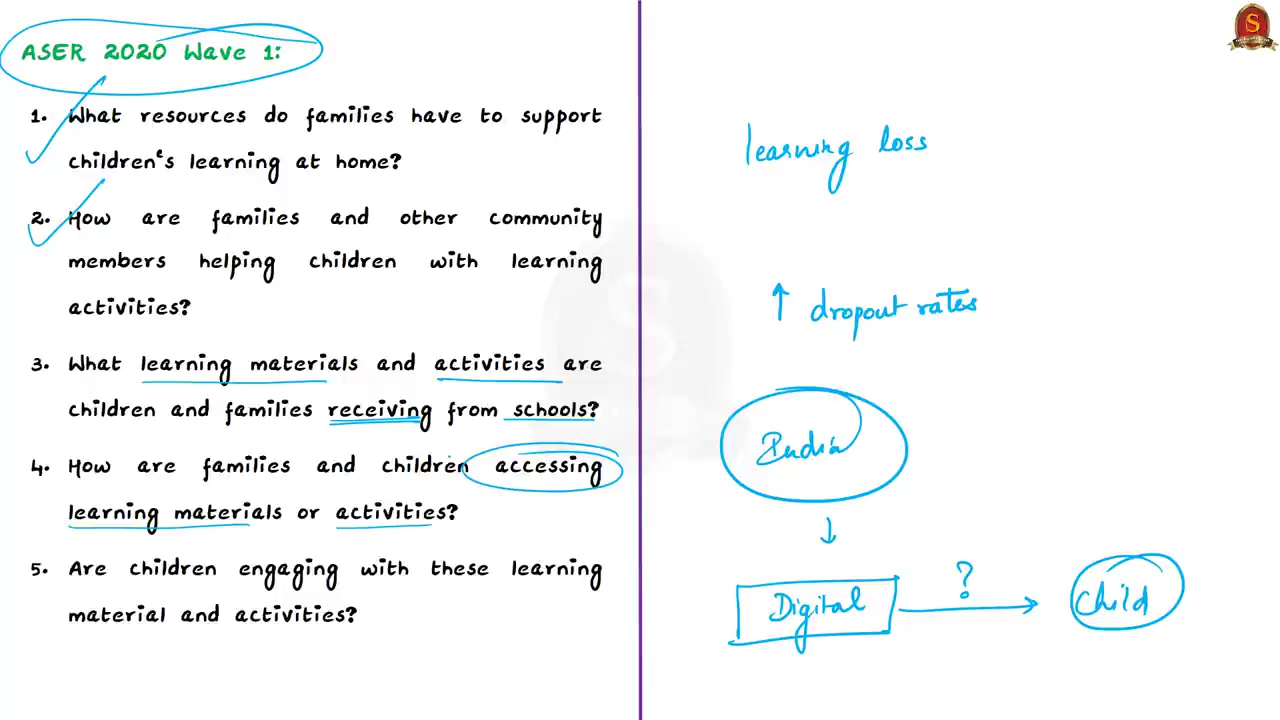 ASER 2020 Wave 1:
1. What resources do families have to support
children's learning at home?
2. How are families and other community
members helping children with learning
activities?
3. What learning materials and activities are
children and families receiving from schools?
4. How are families and children accessing
learning materials or activities?
5. Are children engaging with these learning
material and activities?
S
learning loss
↑ dropout rates
India
↓
Digital ? → Child